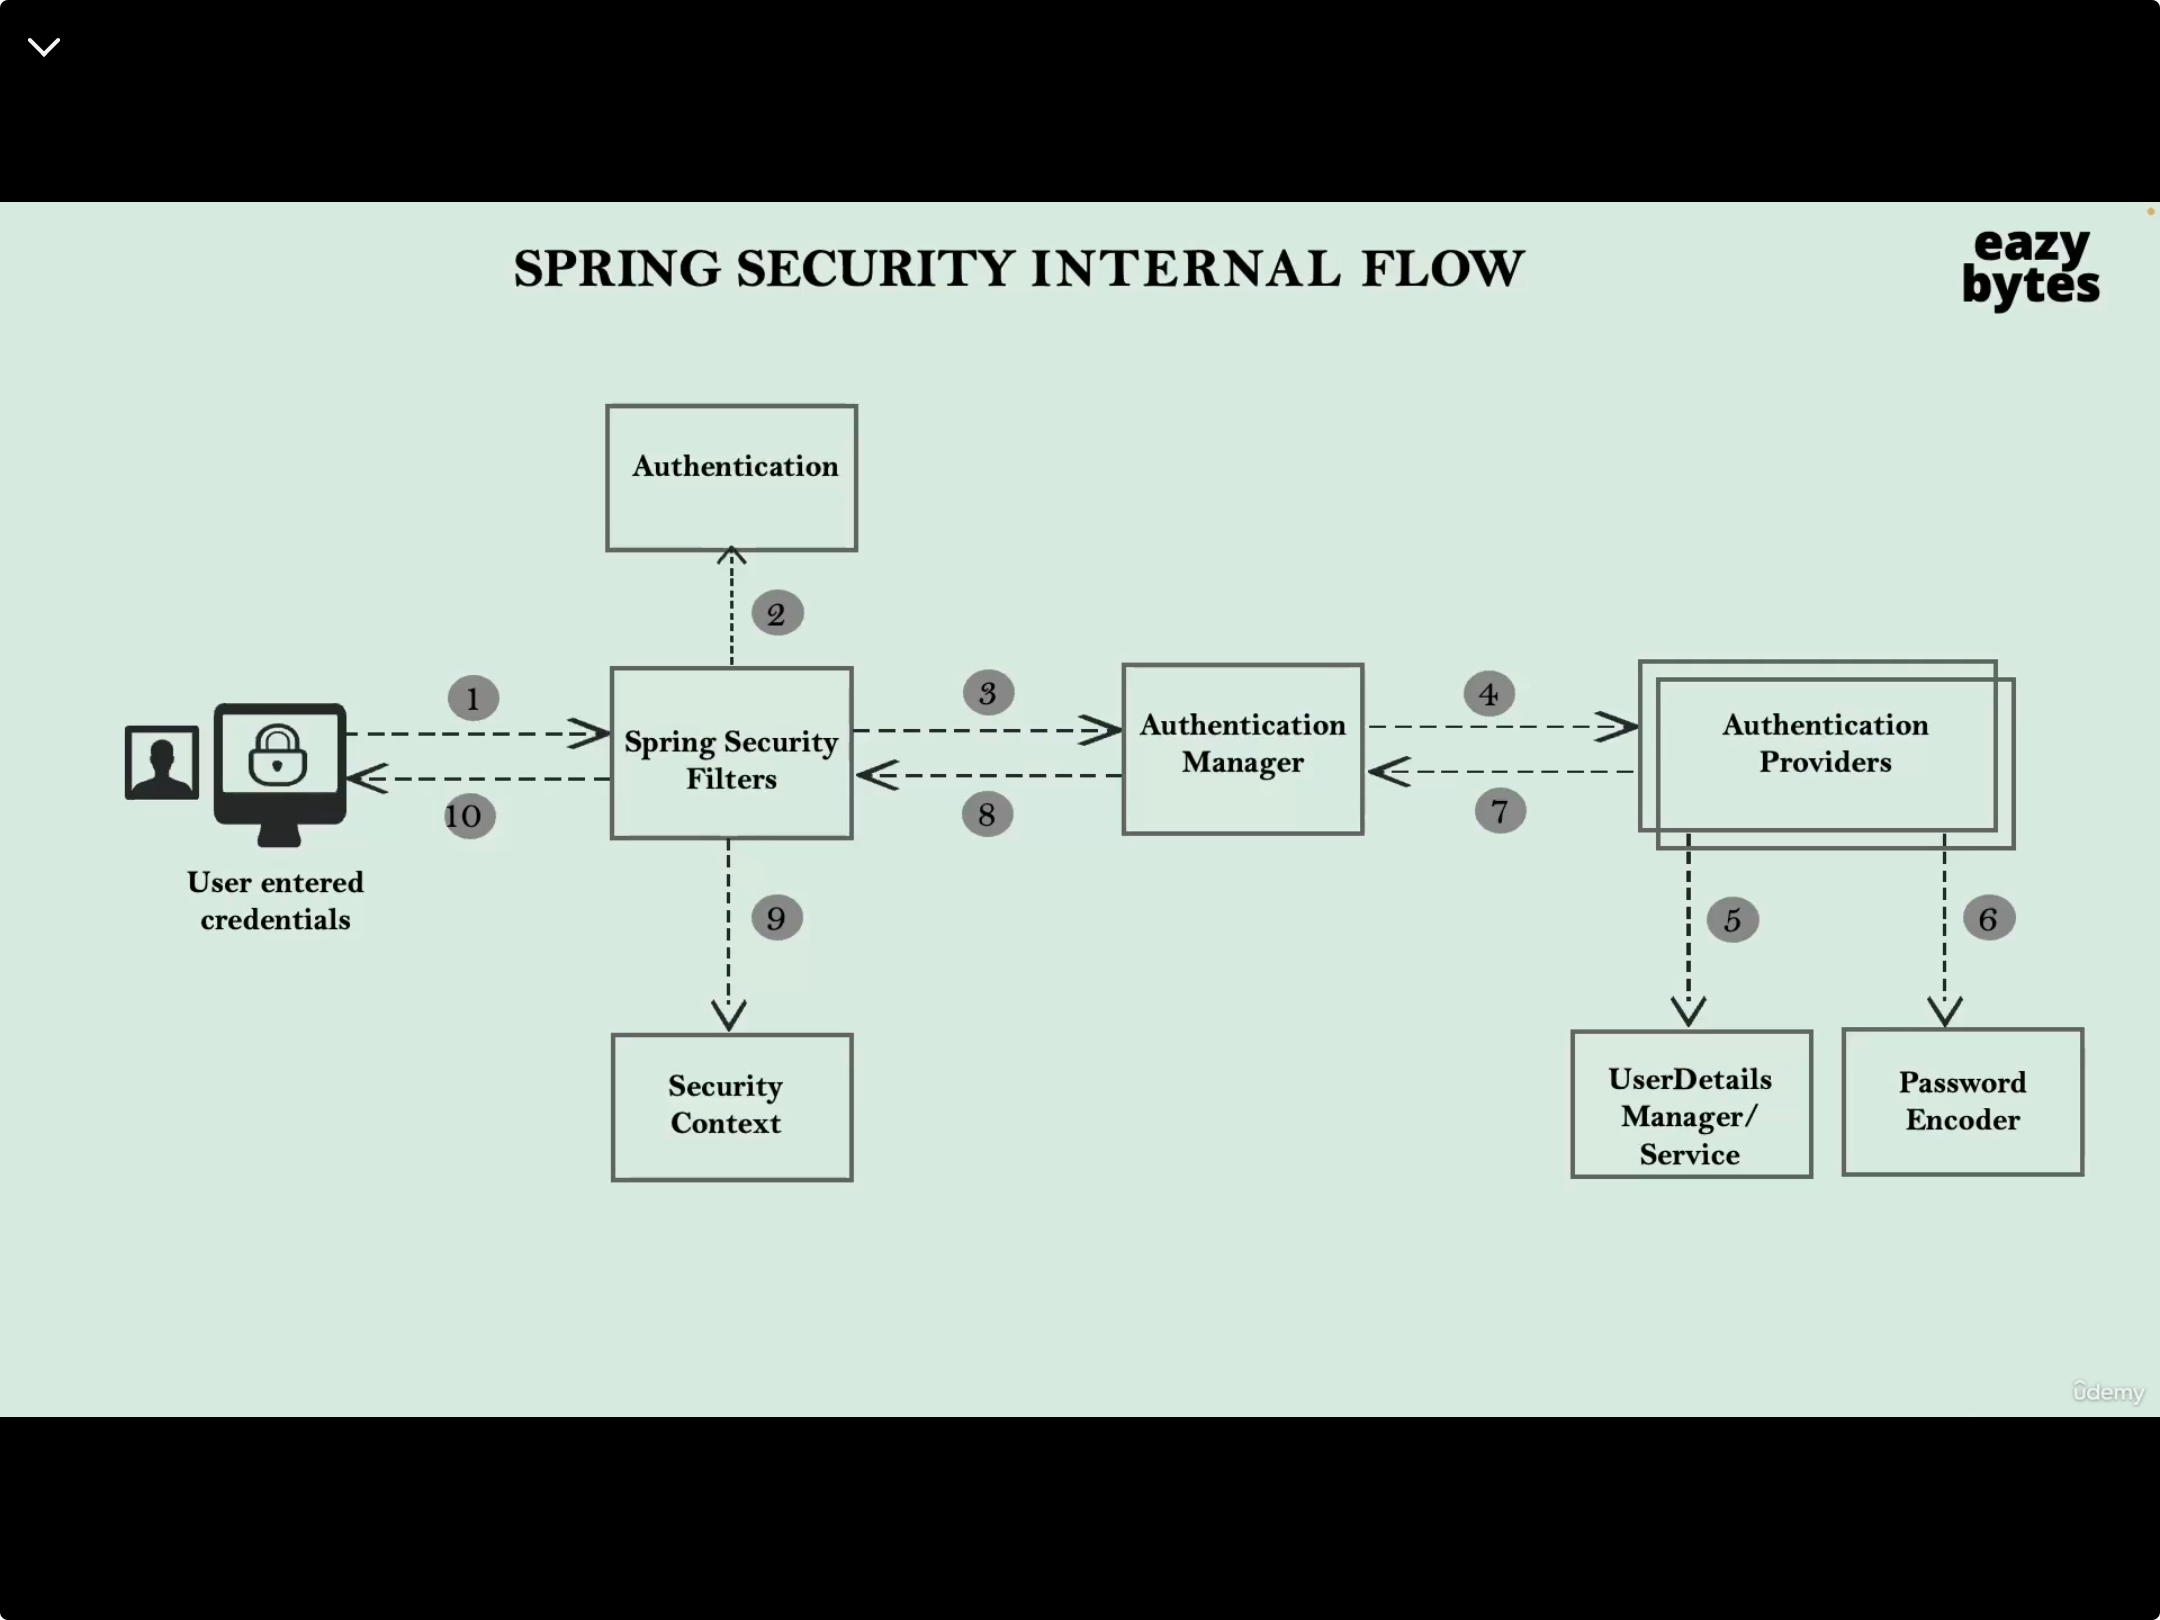 SPRING SECURITY INTERNAL FLOW
eazy
bytes
Authentication
2
1
3
4
Spring Security
Filters
Authentication
Manager
Authentication
Providers
10
8
7
User entered
credentials
9
5
6
Security
Context
UserDetails
Manager/
Service
Password
Encoder
ûdemy